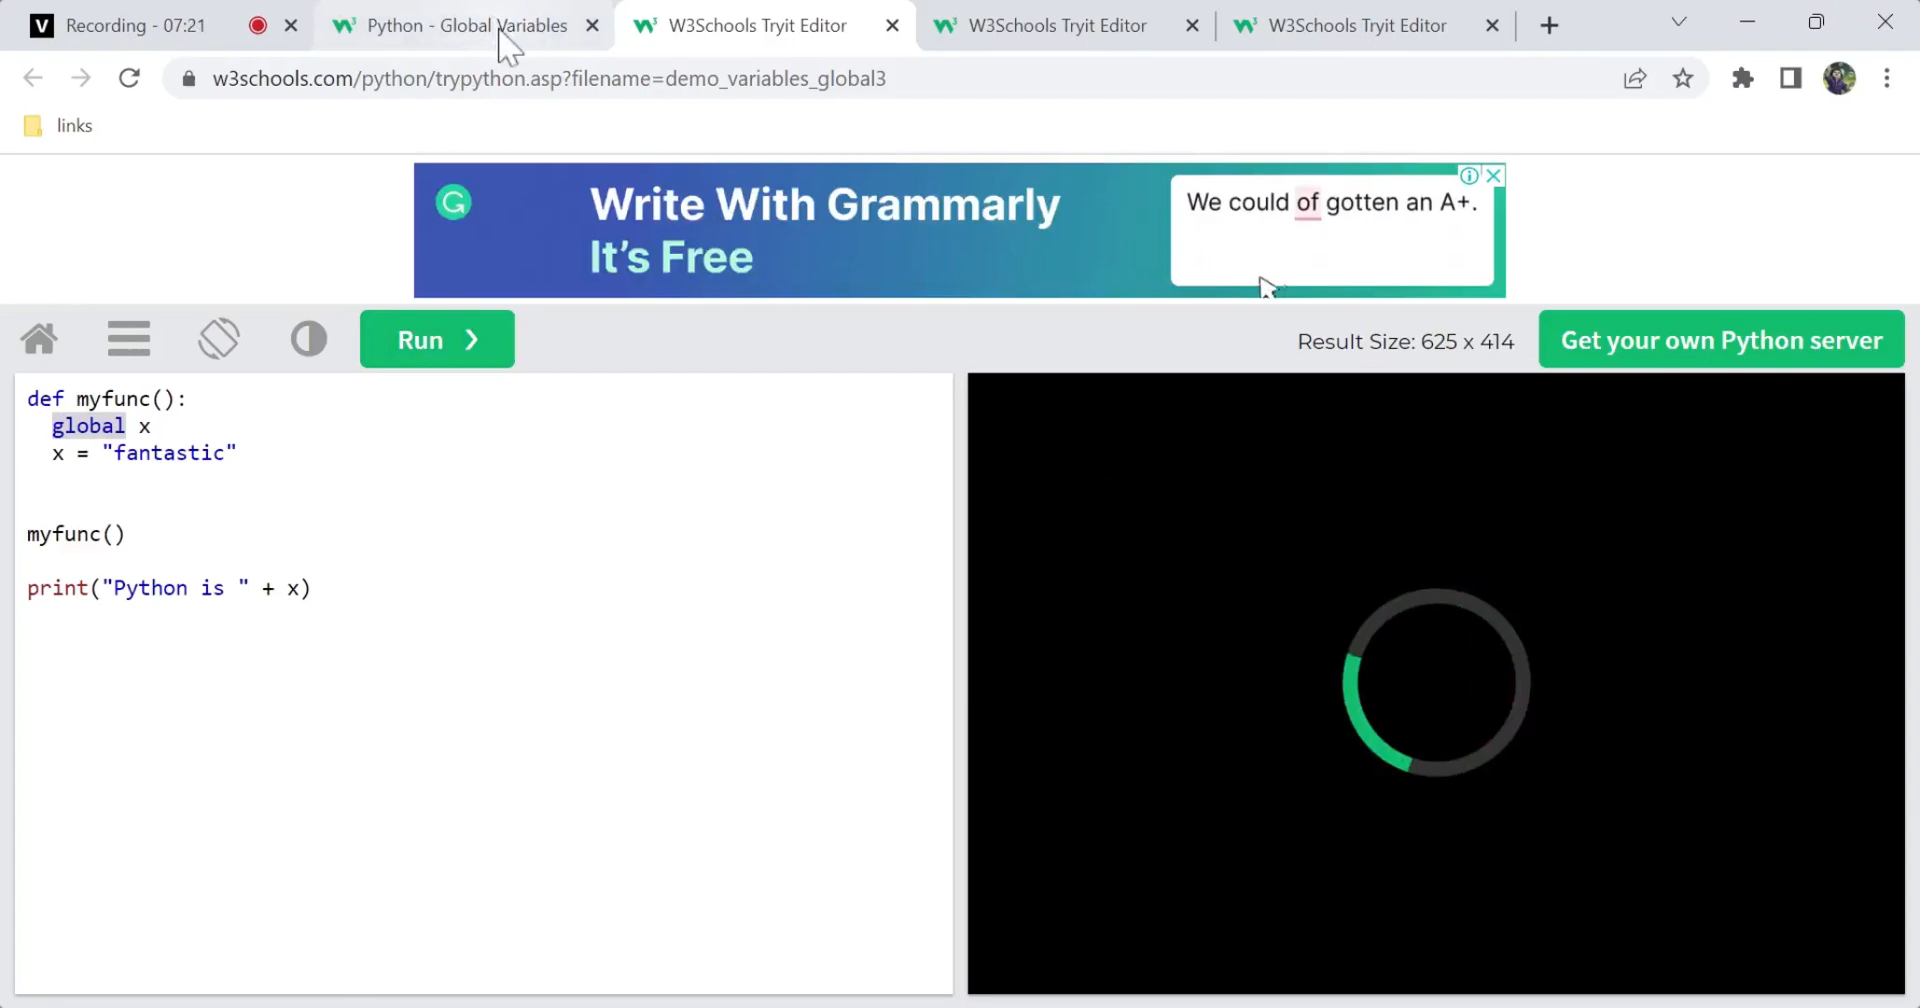 V Recording - 07:21
Python - Global Variables
W3Schools Tryit Editor
W3Schools Tryit Editor
W3Schools Tryit Editor
w3schools.com/python/trypython.asp?filename=demo_variables_global3
links
Write With Grammarly
It's Free
We could of gotten an A+.
Run ❯
Result Size: 625 x 414
Get your own Python server
def myfunc():
global x
x = "fantastic"
myfunc()
print("Python is " + x)